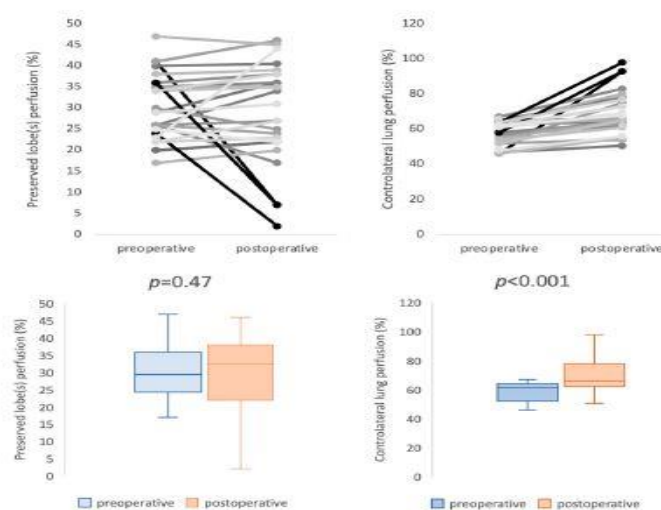 Preserved lobe(s) perfusion (%)
50
45
40
35
30
25
20
15
10
5
0
preoperative
postoperative
Controlateral lung perfusion (%)
120
100
80
60
40
20
0
preoperative
postoperative
p=0.47
Preserved lobe(s) perfusion (%)
50
45
40
35
30
25
20
15
10
5
0
preoperative
postoperative
p<0.001
Controlateral lung perfusion (%)
120
100
80
60
40
20
0
preoperative
postoperative